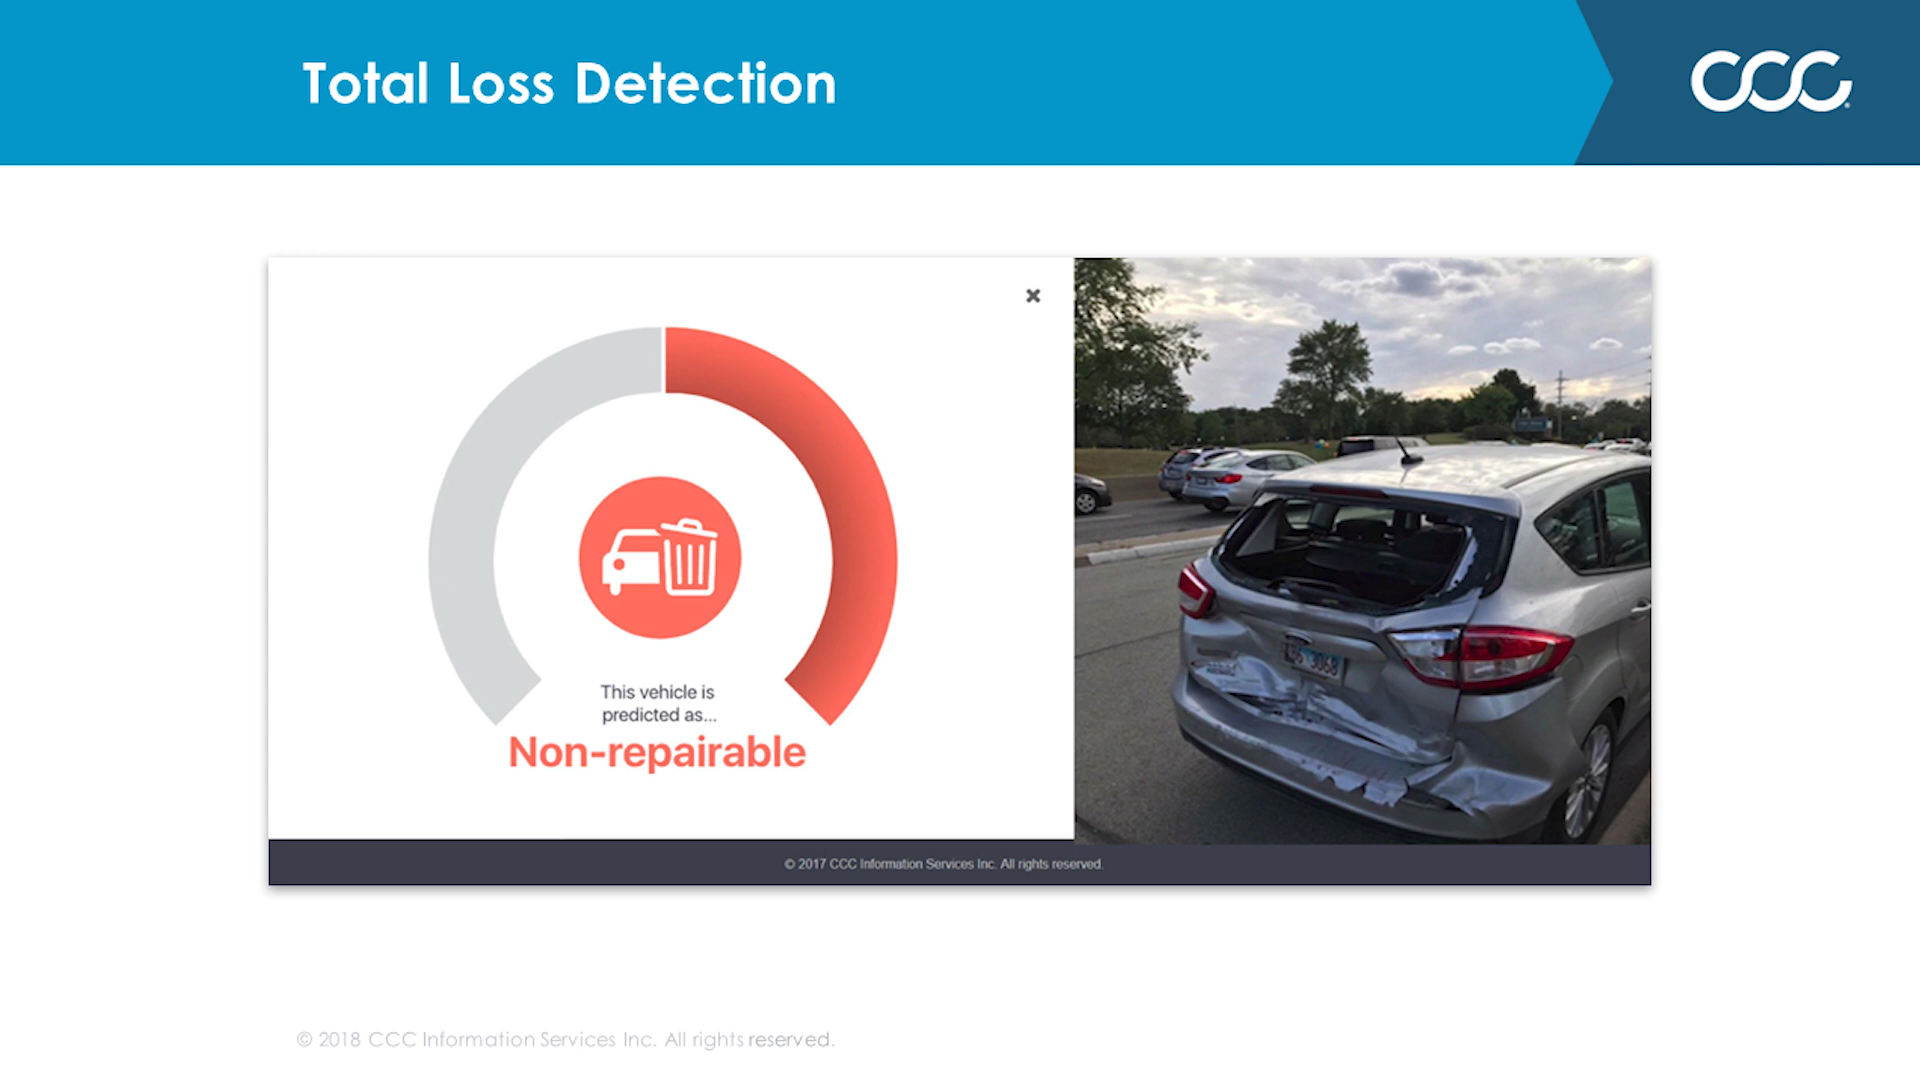 Total Loss Detection
CCC
This vehicle is
predicted as...
Non-repairable
3068
© 2017 CCC Information Services Inc. All rights reserved.
© 2018 CCC Information Services Inc. All rights reserved.